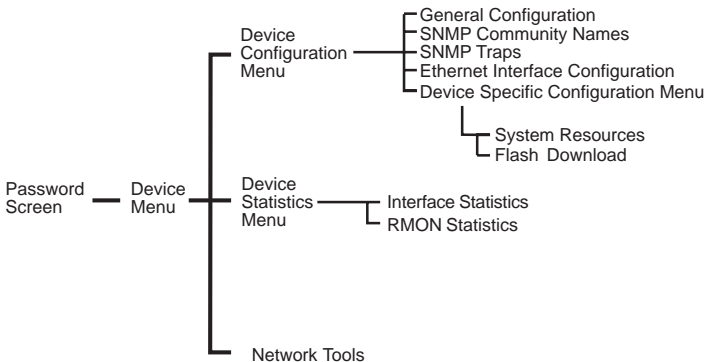 Password
Screen
Device
Menu
Device
Configuration
Menu
General Configuration
SNMP Community Names
SNMP Traps
Ethernet Interface Configuration
Device Specific Configuration Menu
System Resources
Flash Download
Device
Statistics
Menu
Interface Statistics
RMON Statistics
Network Tools